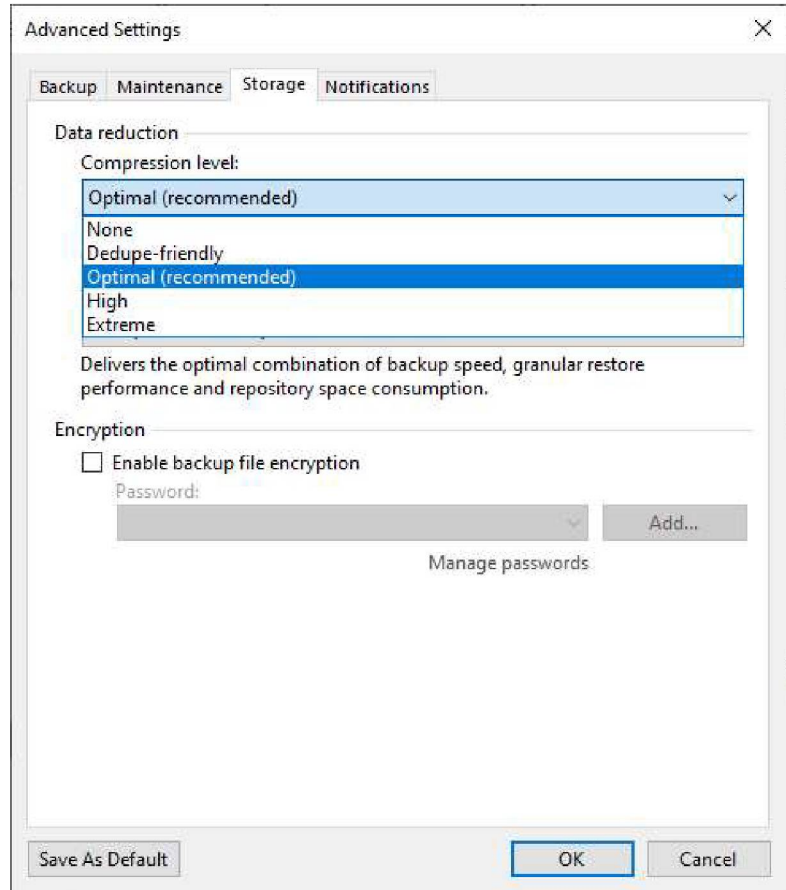 Advanced Settings
Backup Maintenance Storage Notifications
Data reduction
Compression level:
Optimal (recommended)
None
Dedupe-friendly
Optimal (recommended)
High
Extreme
Delivers the optimal combination of backup speed, granular restore
performance and repository space consumption.
Encryption
Enable backup file encryption
Password:
Add...
Manage passwords
Save As Default OK Cancel